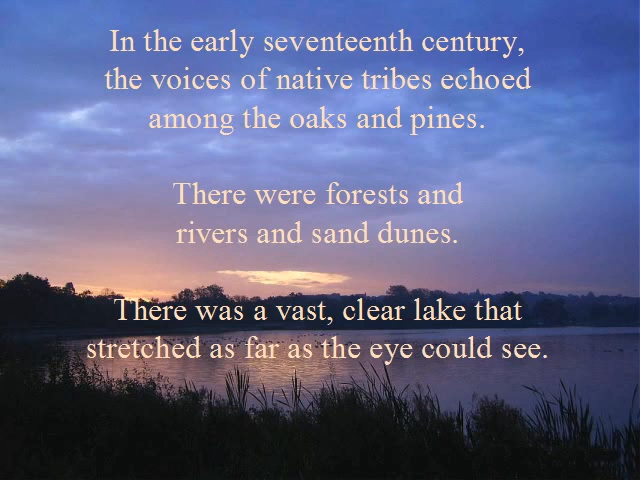 In the early seventeenth century,
the voices of native tribes echoed
among the oaks and pines.
There were forests and
rivers and sand dunes.
There was a vast, clear lake that
stretched as far as the eye could see.